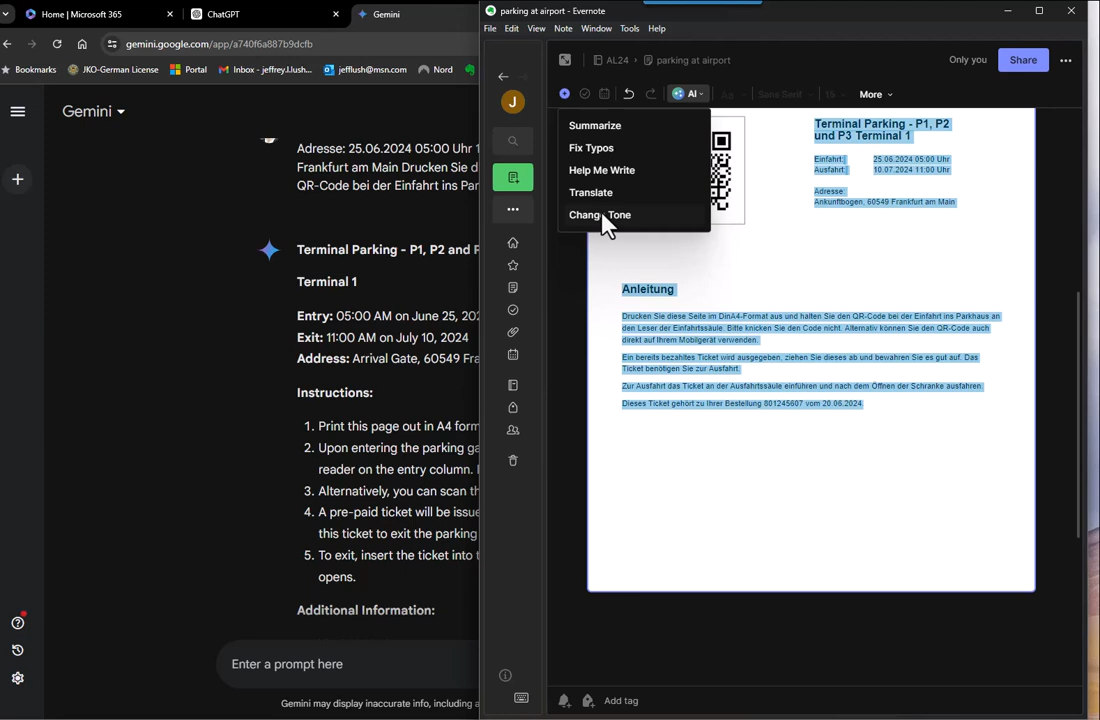 Home | Microsoft 365
ChatGPT
Gemini
gemini.google.com/app/a740f6a887b9dcfb
Bookmarks
JKO-German License
Portal
Inbox - jeffrey.l.lush...
jefflush@msn.com
Nord
Gemini
Adresse: 25.06.2024 05:00 Uhr 1
Frankfurt am Main Drucken Sie d
QR-Code bei der Einfahrt ins Par
Terminal Parking - P1, P2 and P
Terminal 1
Entry: 05:00 AM on June 25, 202
Exit: 11:00 AM on July 10, 2024
Address: Arrival Gate, 60549 Fra
Instructions:
1. Print this page out in A4 form
2. Upon entering the parking ga
reader on the entry column.
3. Alternatively, you can scan th
4. A pre-paid ticket will be issue
this ticket to exit the parking
5. To exit, insert the ticket into t
opens.
Additional Information:
Enter a prompt here
Gemini may display inaccurate info, including a
parking at airport - Evernote
File Edit View Note Window Tools Help
J
AL24 › parking at airport
Only you
Share
AI
Aa
Sans Serif
15
More
Summarize
Fix Typos
Help Me Write
Translate
Change Tone
Terminal Parking - P1, P2
und P3 Terminal 1
Einfahrt: 25.06.2024 05:00 Uhr
Ausfahrt: 10.07.2024 11:00 Uhr
Adresse:
Ankunftbogen, 60549 Frankfurt am Main
Anleitung
Drucken Sie diese Seite im DinA4-Format aus und halten Sie den QR-Code bei der Einfahrt ins Parkhaus an
den Leser der Einfahrtssäule. Bitte knicken Sie den Code nicht. Alternativ können Sie den QR-Code auch
direkt auf Ihrem Mobilgerät verwenden.
Ein bereits bezahltes Ticket wird ausgegeben, ziehen Sie dieses ab und bewahren Sie es gut auf. Das
Ticket benötigen Sie zur Ausfahrt.
Zur Ausfahrt das Ticket an der Ausfahrtssäule einführen und nach dem Öffnen der Schranke ausfahren.
Dieses Ticket gehört zu Ihrer Bestellung 801245607 vom 20.06.2024.
Add tag